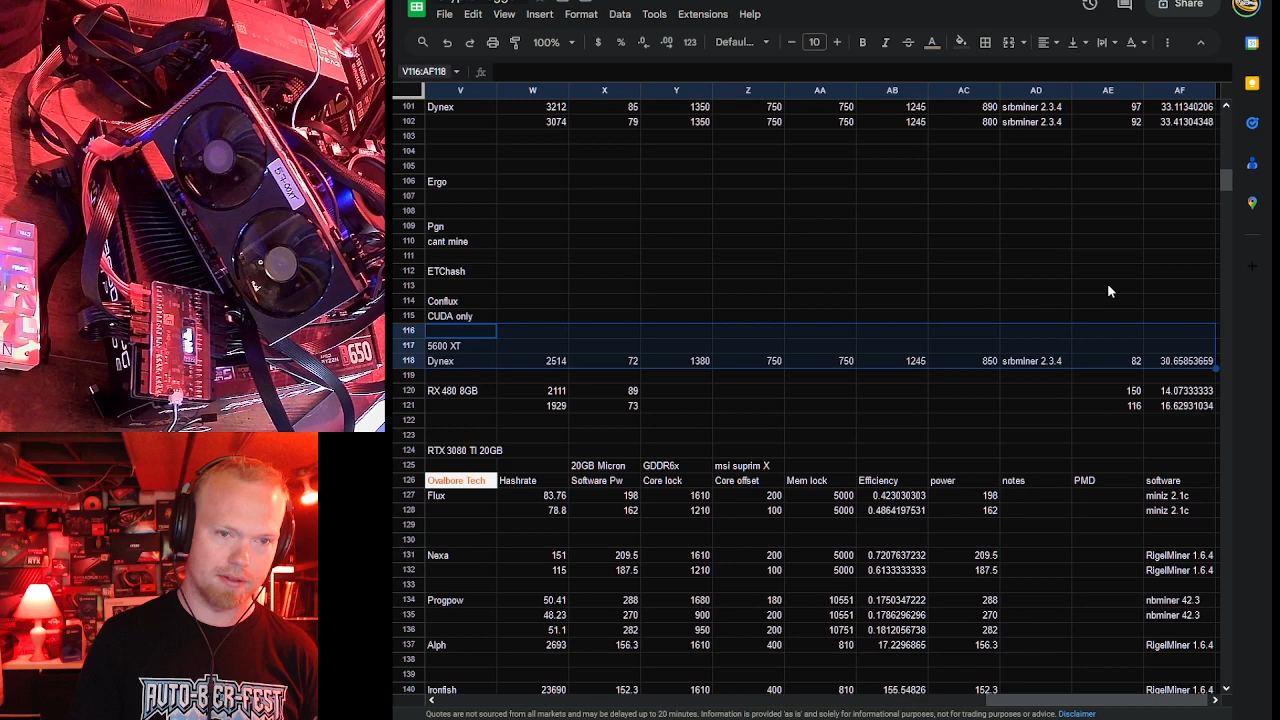 File Edit View Insert Format Data Tools Extensions Help Share
100% $ % .0 .00 123 Defaul... 10 B I A
V116:AF118 fx
V W X Y Z AA AB AC AD AE AF
101 Dynex 3212 85 1350 750 750 1245 890 srbminer 2.3.4 97 33.11340206
102 3074 79 1350 750 750 1245 800 srbminer 2.3.4 92 33.41304348
103
104
105
106 Ergo
107
108
109 Pgn
110 cant mine
111
112 ETChash
113
114 Conflux
115 CUDA only
116
117 5600 XT
118 Dynex 2514 72 1380 750 750 1245 850 srbminer 2.3.4 82 30.65853659
119
120 RX 480 8GB 2111 89 150 14.07333333
121 1929 73 116 16.62931034
122
123
124 RTX 3080 Ti 20GB
125 20GB Micron GDDR6x msi suprim X
126 Ovalbore Tech Hashrate Software Pw Core lock Core offset Mem lock Efficiency power notes PMD software
127 Flux 83.76 198 1610 200 5000 0.423030303 198 miniz 2.1c
128 78.8 162 1210 100 5000 0.4864197531 162 miniz 2.1c
129
130
131 Nexa 151 209.5 1610 200 5000 0.7207637232 209.5 RigelMiner 1.6.4
132 115 187.5 1210 200 5000 0.6133333333 187.5 RigelMiner 1.6.4
133
134 Progpow 50.41 288 1680 180 10551 0.1750347222 288 nbminer 42.3
135 48.23 270 900 200 10551 0.1786296296 270 nbminer 42.3
136 51.1 282 950 200 10751 0.1812056738 282
137 Alph 2693 156.3 1610 400 810 17.2296865 156.3 RigelMiner 1.6.4
138
139
140 Ironfish 23690 152.3 1610 400 810 155.54826 152.3 RigelMiner 1.6.4
Quotes are not sourced from all markets and may be delayed up to 20 minutes. Information is provided 'as is' and solely for informational purposes, not for trading purposes or advice. Disclaimer
5700XT
B650
AUTO-B ER-FEST